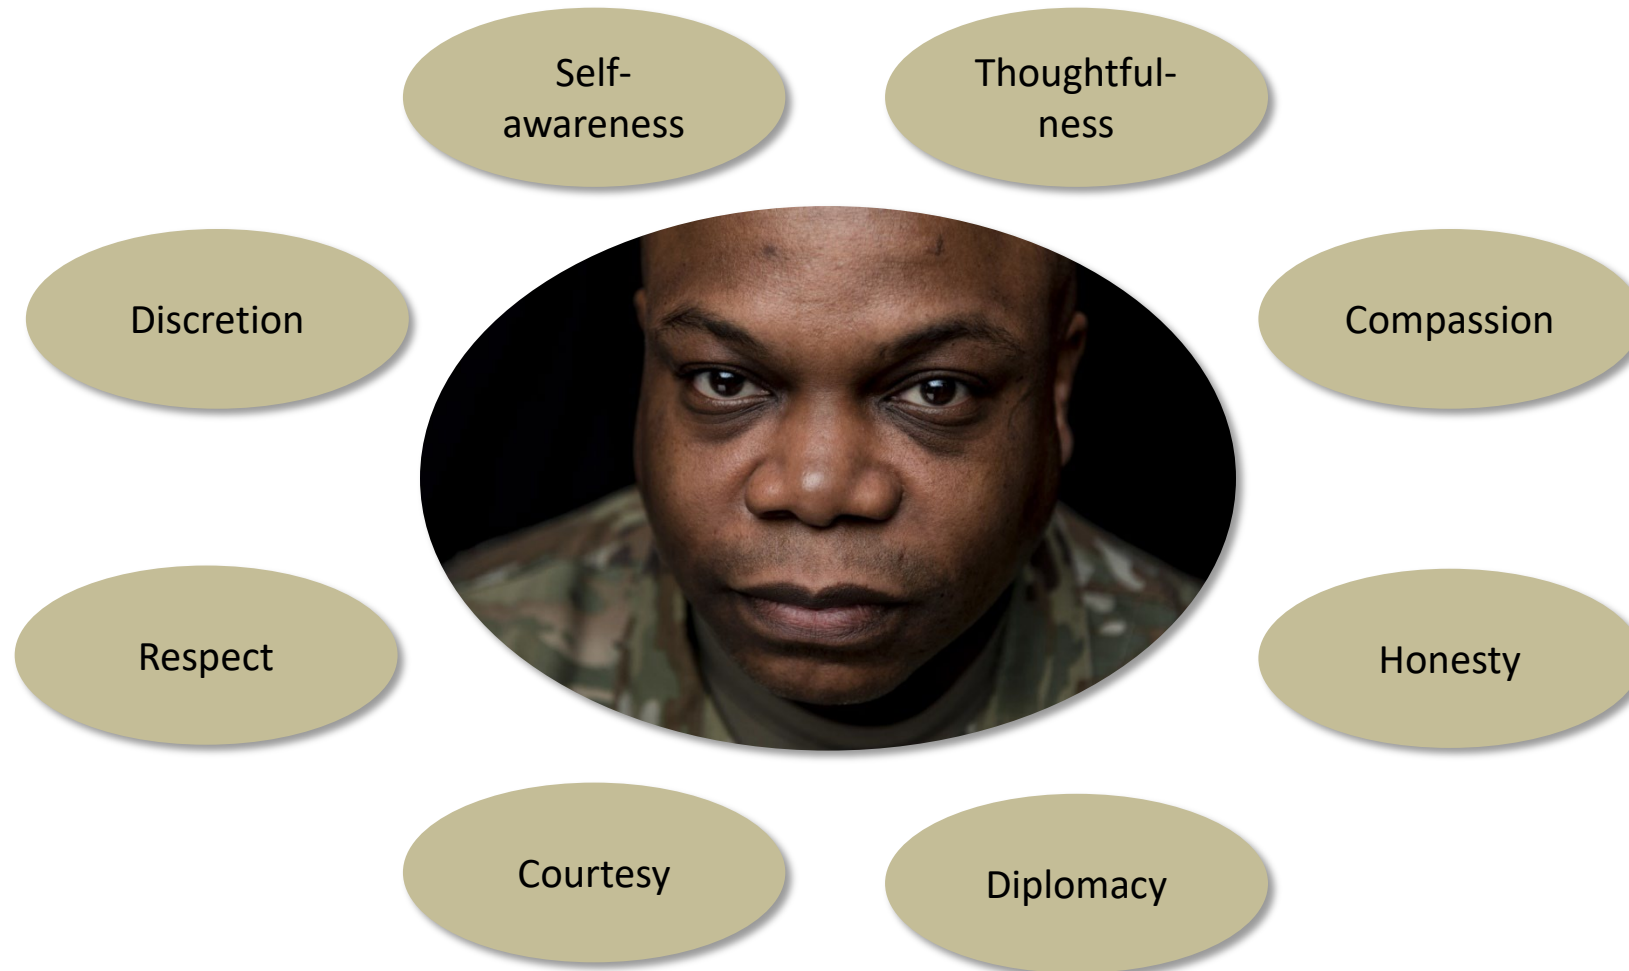 Self-
awareness
Thoughtful-
ness
Discretion
Compassion
Respect
Honesty
Courtesy
Diplomacy